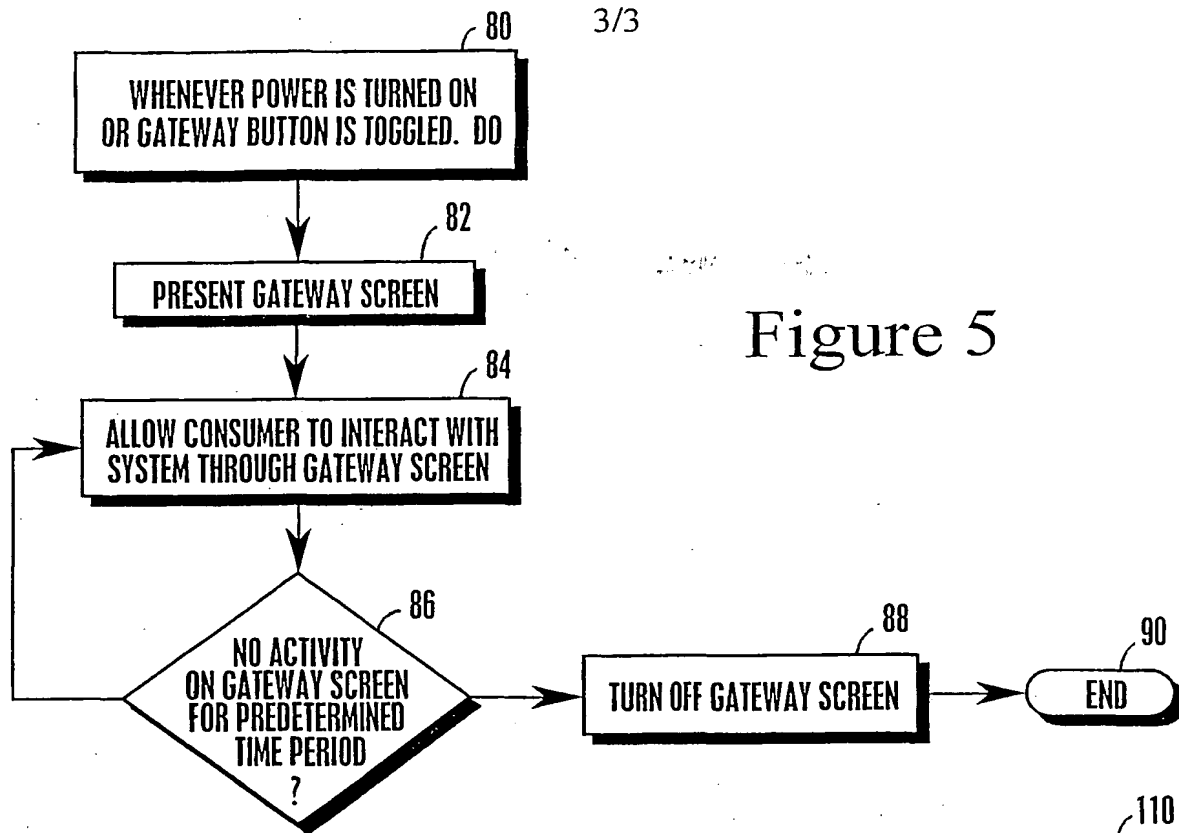 3/3
80
WHENEVER POWER IS TURNED ON
OR GATEWAY BUTTON IS TOGGLED. DO
82
PRESENT GATEWAY SCREEN
Figure 5
84
ALLOW CONSUMER TO INTERACT WITH
SYSTEM THROUGH GATEWAY SCREEN
86
NO ACTIVITY
ON GATEWAY SCREEN
FOR PREDETERMINED
TIME PERIOD
?
88
TURN OFF GATEWAY SCREEN
90
END
110